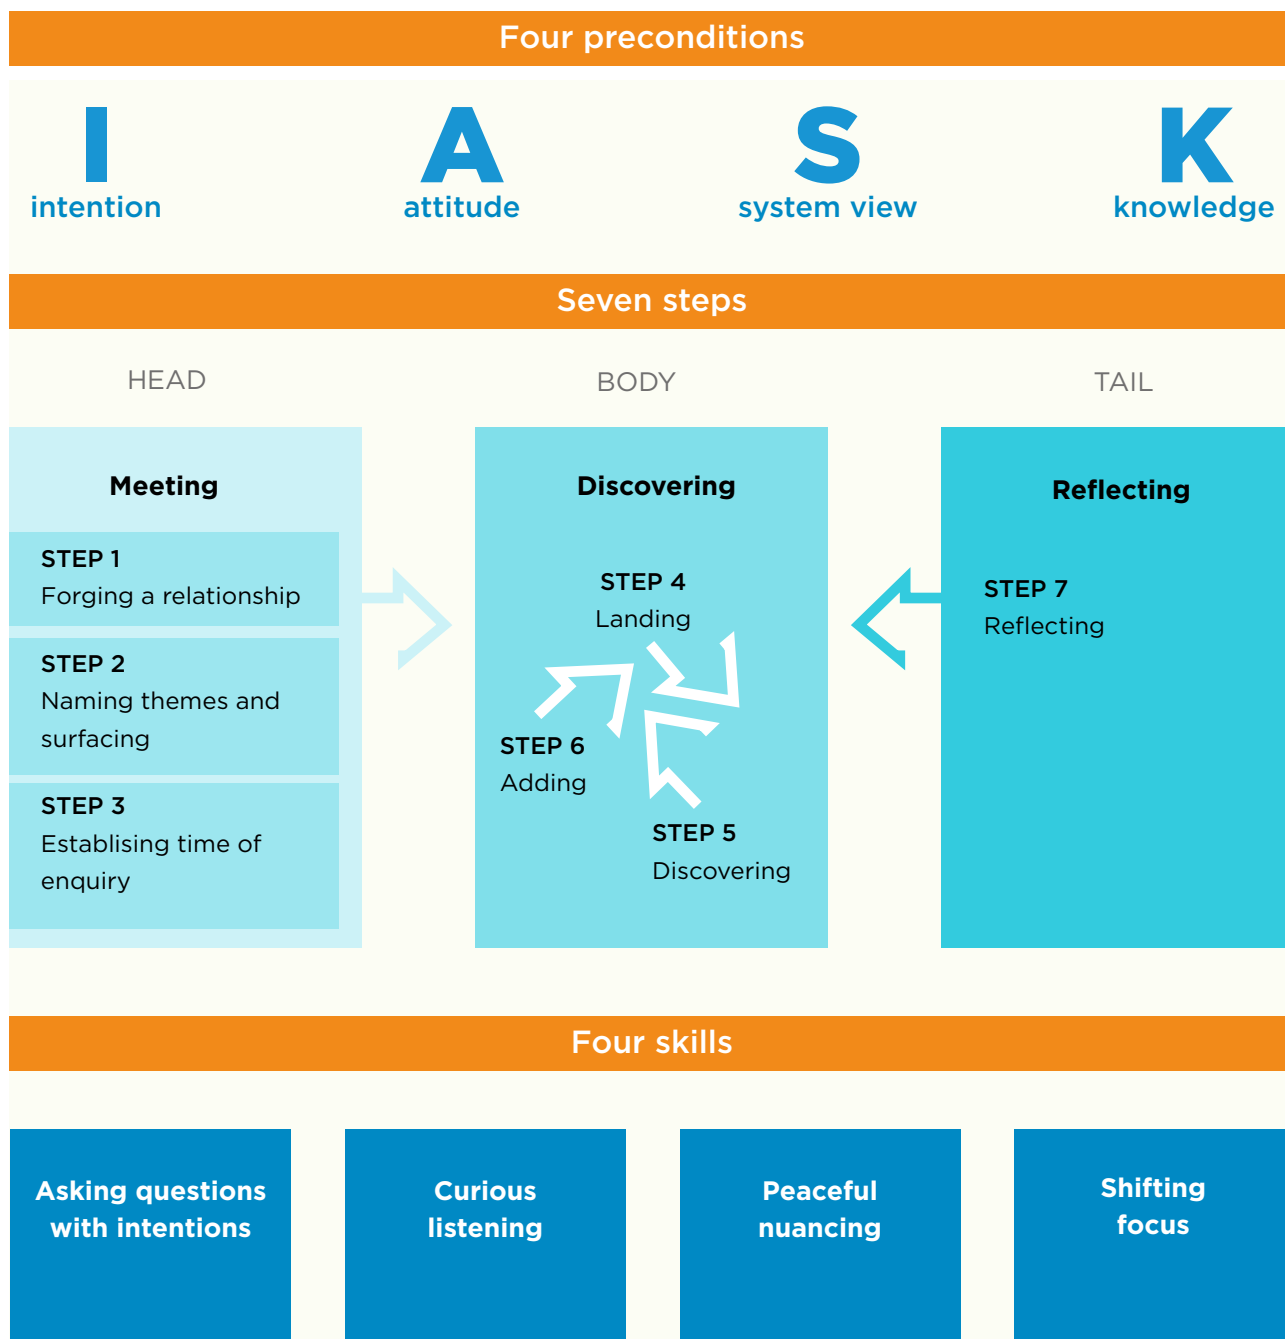 Four preconditions
I
intention
A
attitude
S
system view
K
knowledge
Seven steps
HEAD
Meeting
STEP 1
Forging a relationship
STEP 2
Naming themes and
surfacing
STEP 3
Establising time of
enquiry
BODY
Discovering
STEP 4
Landing
STEP 5
Discovering
STEP 6
Adding
TAIL
Reflecting
STEP 7
Reflecting
Four skills
Asking questions
with intentions
Curious
listening
Peaceful
nuancing
Shifting
focus